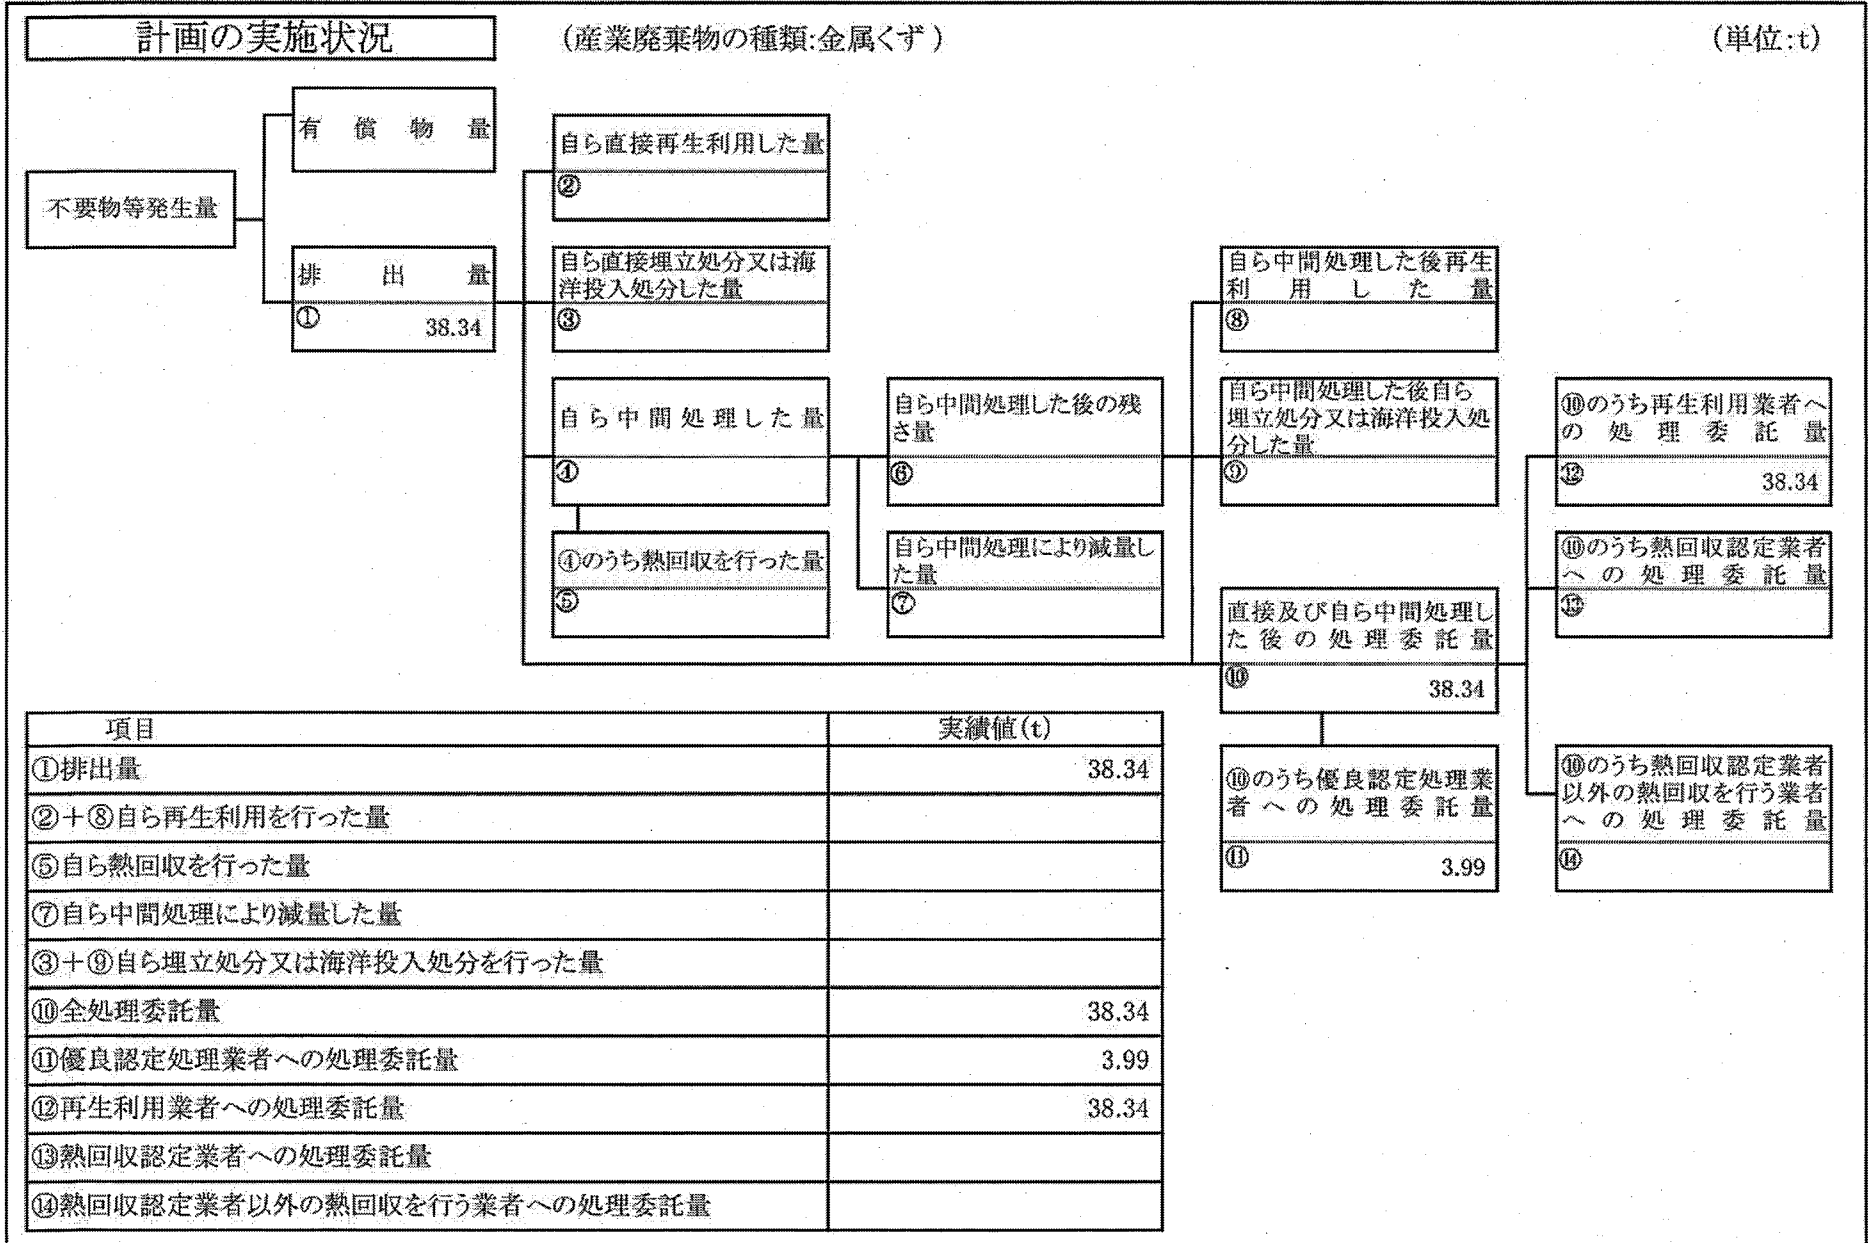 計画の実施状況
(産業廃棄物の種類:金属くず)
(単位:t)
有償物量
不要物等発生量
排出量
① 38.34
自ら直接再生利用した量
②
自ら直接埋立処分又は海
洋投入処分した量
③
自ら中間処理した量
④
④のうち熱回収を行った量
⑤
自ら中間処理した後の残
さ量
⑥
自ら中間処理により減量し
た量
⑦
自ら中間処理した後再生
利用した量
⑧
自ら中間処理した後自ら
埋立処分又は海洋投入処
分した量
⑨
直接及び自ら中間処理し
た後の処理委託量
⑩ 38.34
⑩のうち優良認定処理業
者への処理委託量
⑪ 3.99
⑩のうち再生利用業者へ
の処理委託量
⑫ 38.34
⑩のうち熱回収認定業者
への処理委託量
⑬
⑩のうち熱回収認定業者
以外の熱回収を行う業者
への処理委託量
⑭
項目 実績値(t)
①排出量 38.34
②+⑧自ら再生利用を行った量
⑤自ら熱回収を行った量
⑦自ら中間処理により減量した量
③+⑨自ら埋立処分又は海洋投入処分を行った量
⑩全処理委託量 38.34
⑪優良認定処理業者への処理委託量 3.99
⑫再生利用業者への処理委託量 38.34
⑬熱回収認定業者への処理委託量
⑭熱回収認定業者以外の熱回収を行う業者への処理委託量